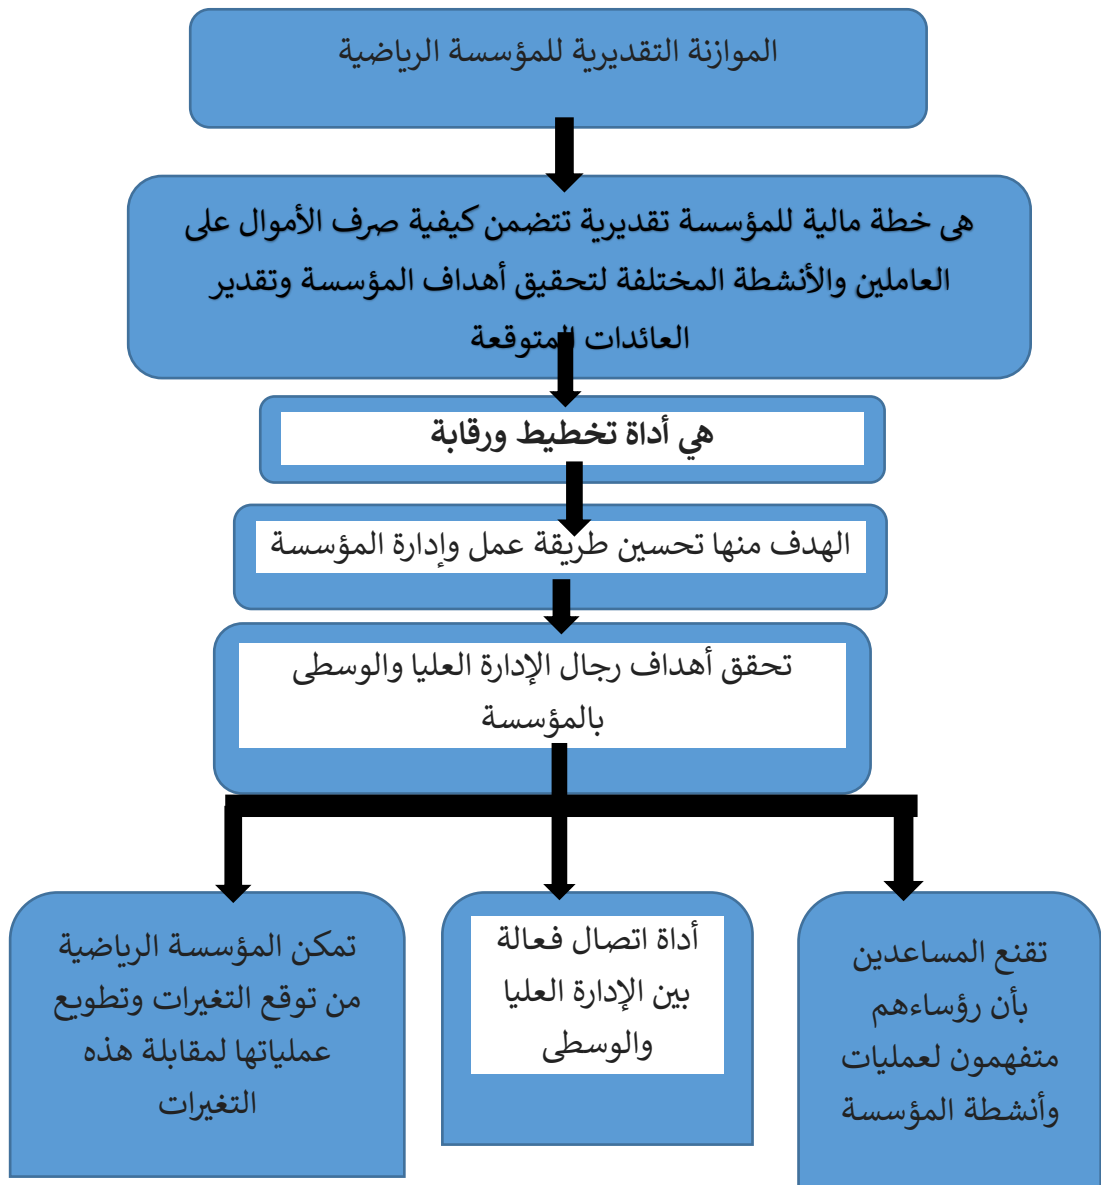 الموازنة التقديرية للمؤسسة الرياضية
هى خطة مالية للمؤسسة تقديرية تتضمن كيفية صرف الأموال على
العاملين والأنشطة المختلفة لتحقيق أهداف المؤسسة وتقدير
العائدات المتوقعة
هي أداة تخطيط ورقابة
الهدف منها تحسين طريقة عمل وإدارة المؤسسة
تحقق أهداف رجال الإدارة العليا والوسطى
بالمؤسسة
تقنع المساعدين
بأن رؤساءهم
متفهمون لعمليات
وأنشطة المؤسسة
أداة اتصال فعالة
بين الإدارة العليا
والوسطى
تمكن المؤسسة الرياضية
من توقع التغيرات وتطويع
عملياتها لمقابلة هذه
التغيرات